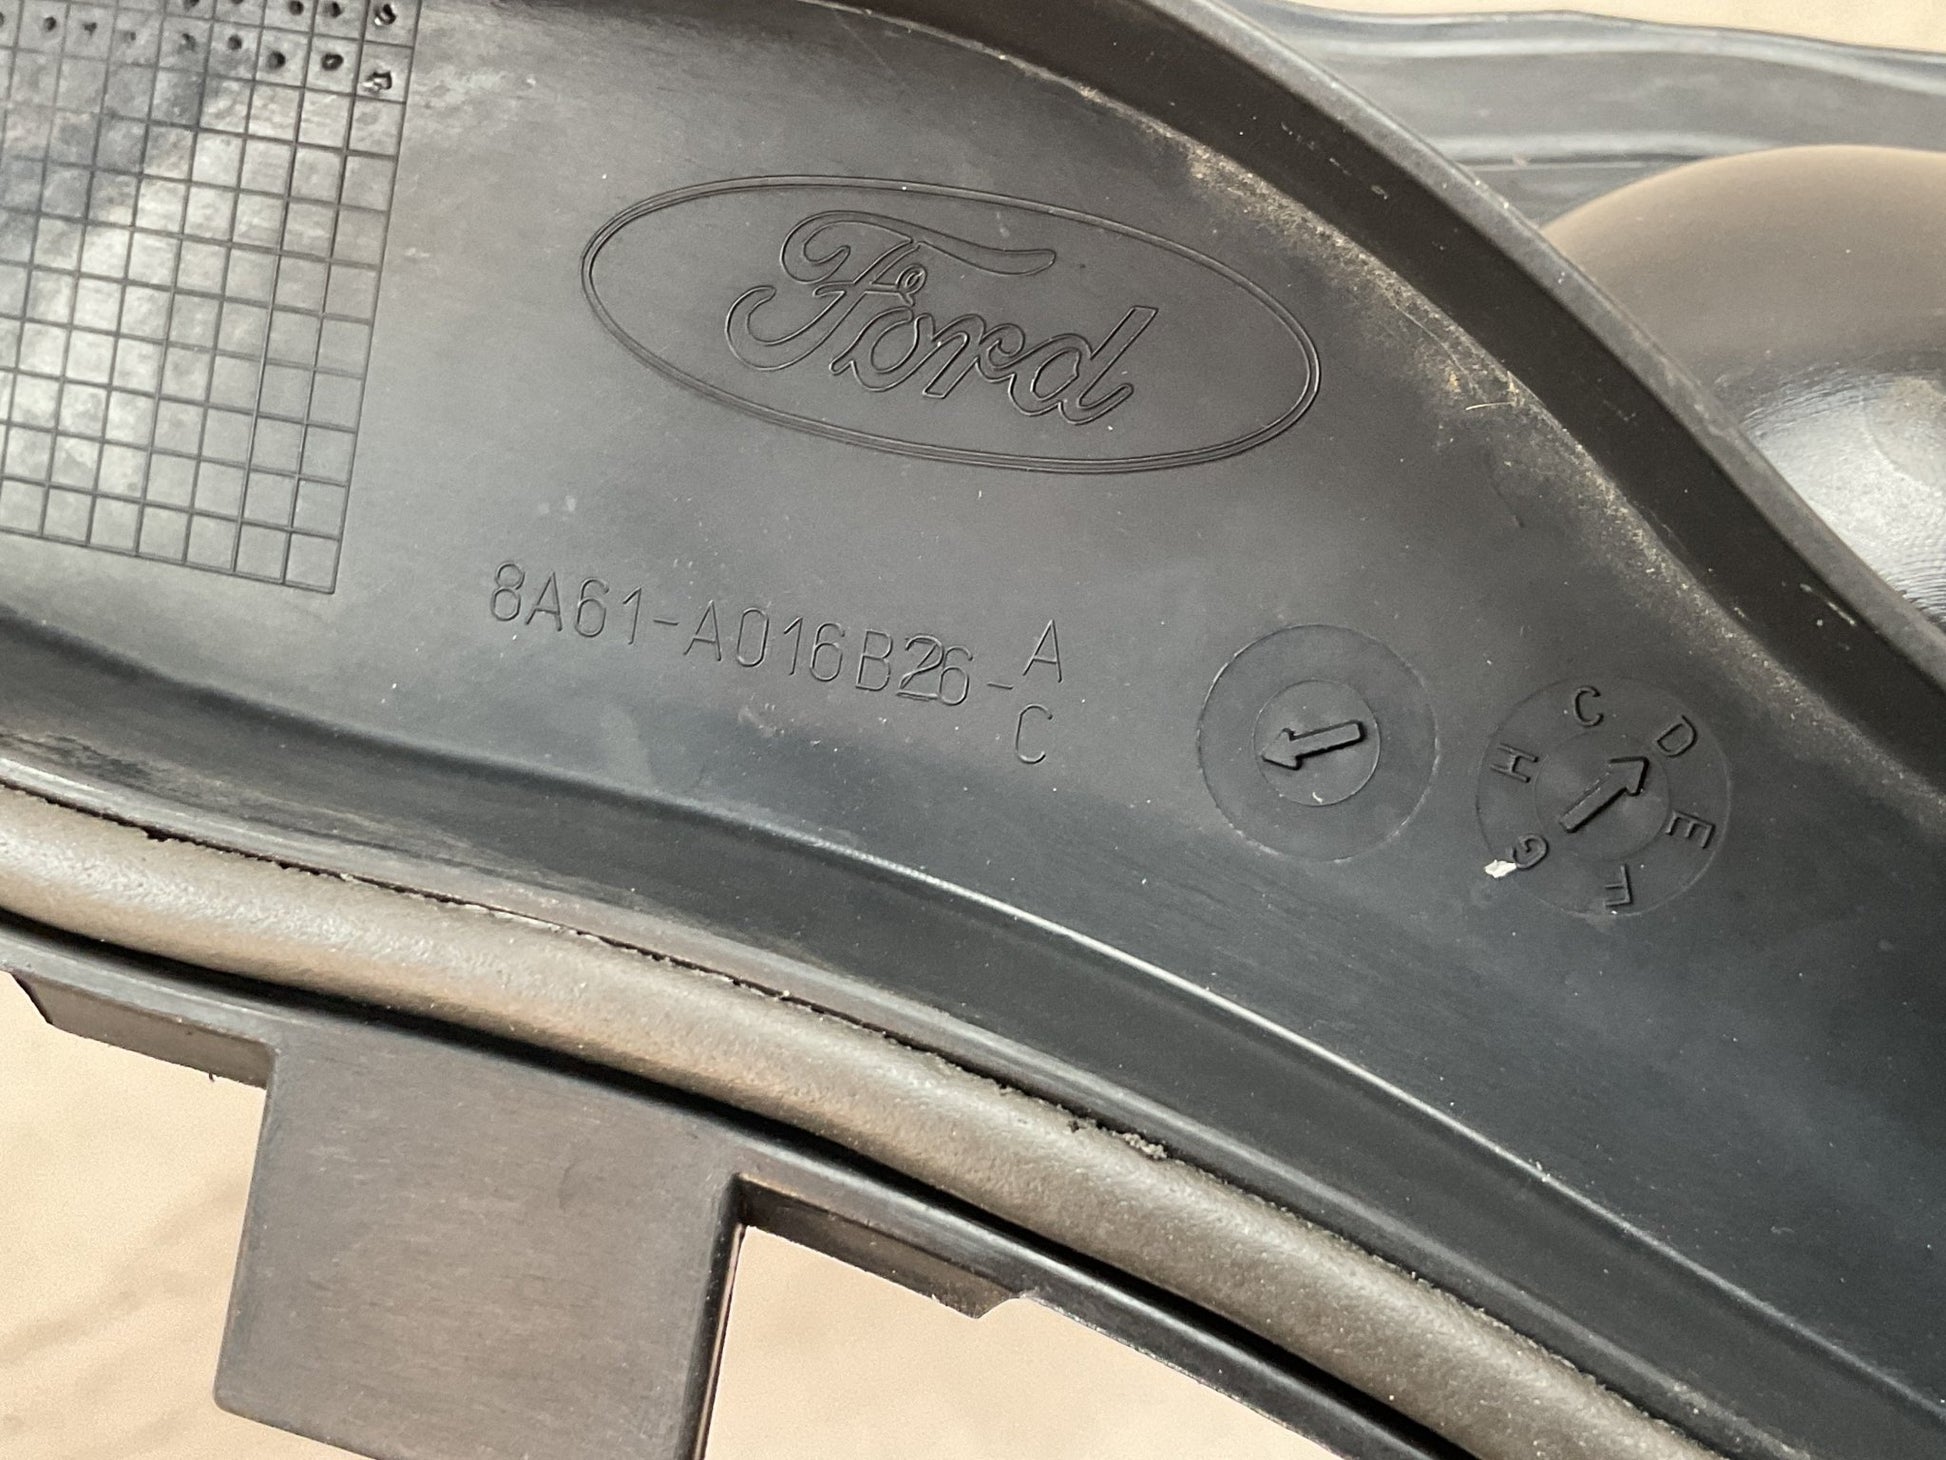 Ford
8A61-A016B26-A
C
C D E F G H